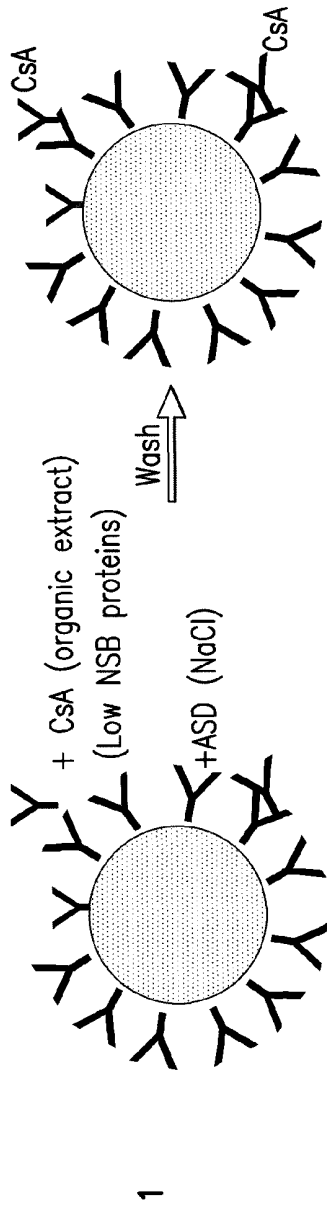 1
+ CsA (organic extract)
(Low NSB proteins)
+ASD (NaCl)
Wash
CsA
CsA